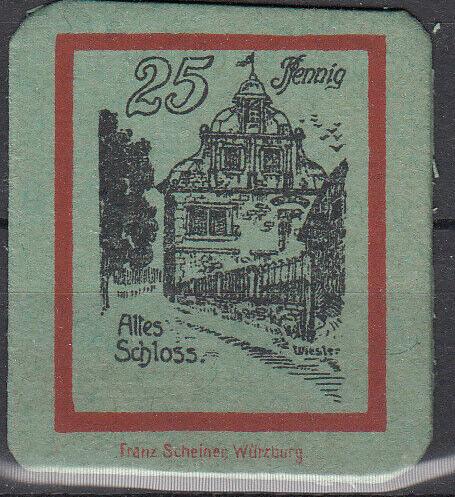 25 Pfennig
Altes
Schloss.
Wiesler
Franz Scheiner, Würzburg.